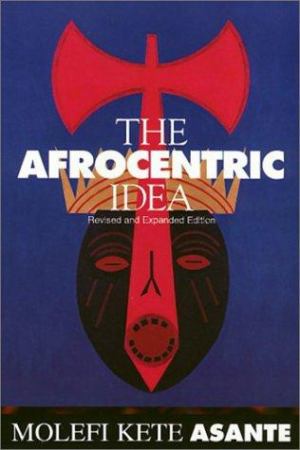 THE
AFROCENTRIC
IDEA
Revised and Expanded Edition
MOLEFI KETE ASANTE